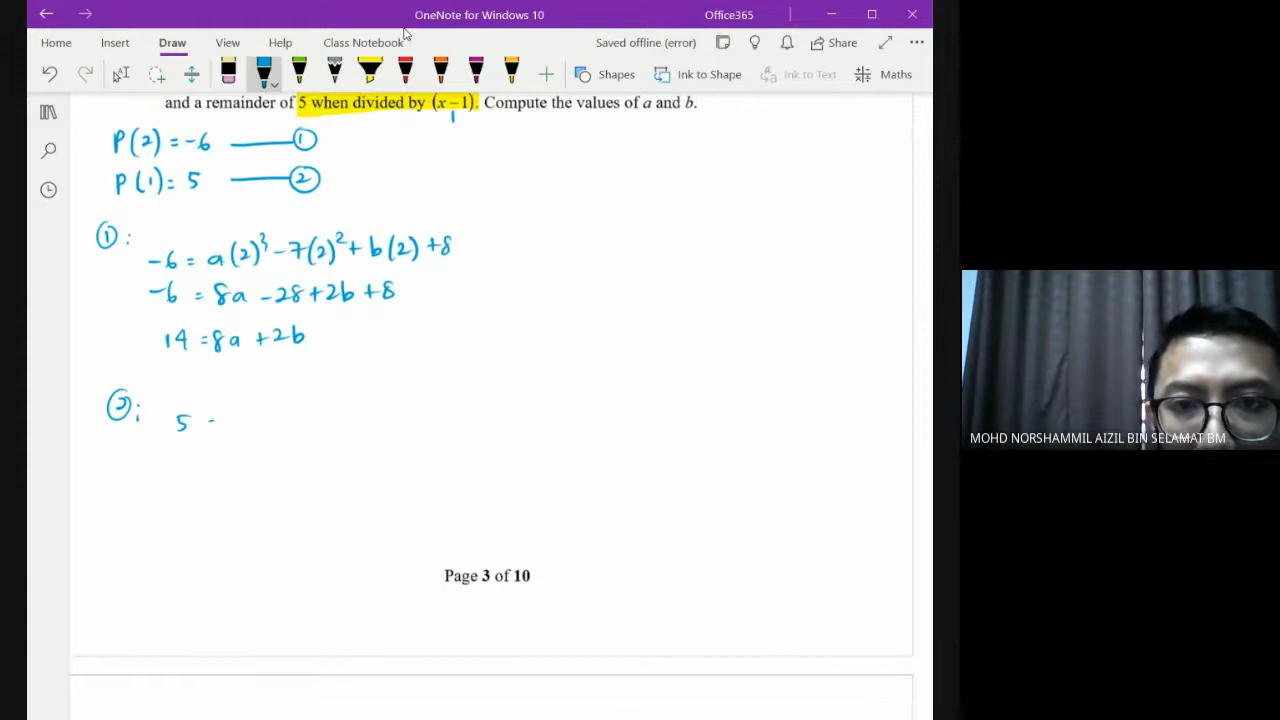 OneNote for Windows 10
Office365
Home Insert Draw View Help Class Notebook Saved offline (error) Share
Shapes Ink to Shape Ink to Text Maths
and a remainder of 5 when divided by (x – 1). Compute the values of a and b.
1
P(2) = -6 ——— ①
P(1) = 5 ——— ②
①:
-6 = a(2)³ - 7(2)² + b(2) + 8
-6 = 8a - 28 + 2b + 8
14 = 8a + 2b
②:
5 -
MOHD NORSHAMMIL AIZIL BIN SELAMAT BM
Page 3 of 10